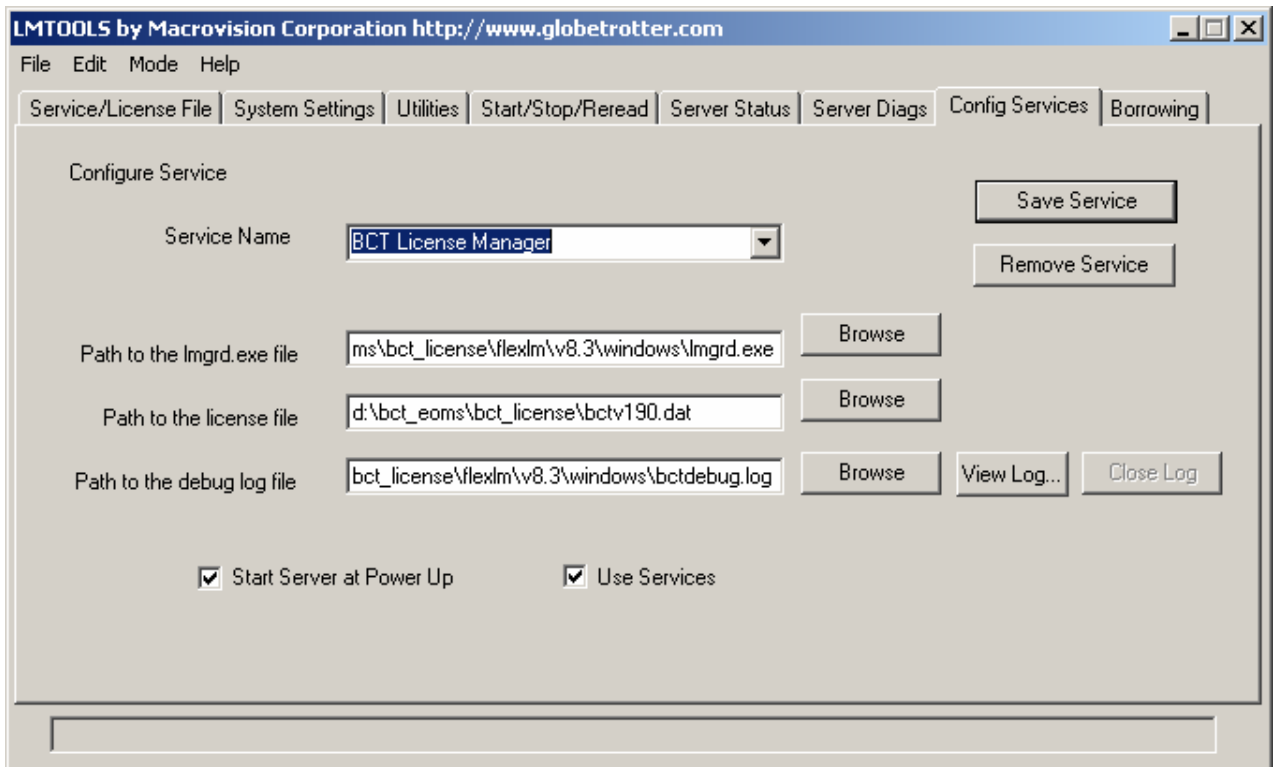 LMTOOLS by Macrovision Corporation http://www.globetrotter.com
File Edit Mode Help
Service/License File System Settings Utilities Start/Stop/Reread Server Status Server Diags Config Services Borrowing
Configure Service
Save Service
Service Name BCT License Manager
Remove Service
Path to the lmgrd.exe file ms\bct_license\flexlm\v8.3\windows\lmgrd.exe Browse
Path to the license file d:\bct_eoms\bct_license\bctv190.dat Browse
Path to the debug log file bct_license\flexlm\v8.3\windows\bctdebug.log Browse View Log... Close Log
Start Server at Power Up Use Services